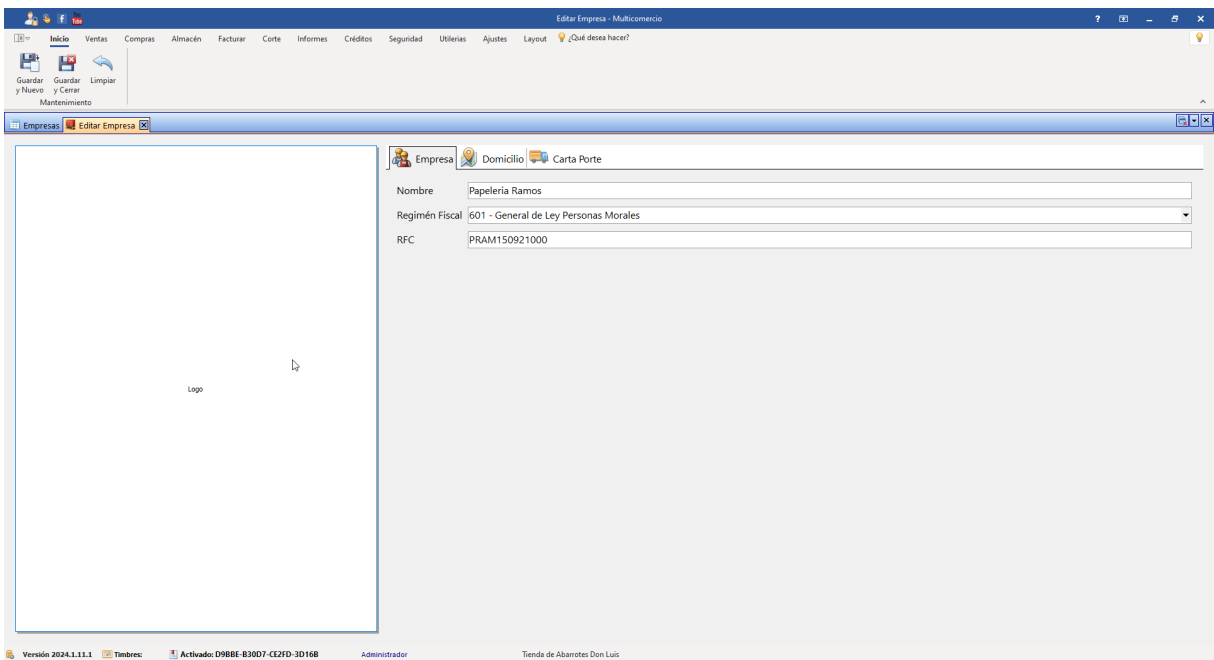 You Tube
Editar Empresa - Multicomercio
?
Inicio Ventas Compras Almacén Facturar Corte Informes Créditos Seguridad Utilerias Ajustes Layout ¿Qué desea hacer?
Guardar y Nuevo Guardar y Cerrar Limpiar
Mantenimiento
Empresas Editar Empresa
Empresa Domicilio Carta Porte
Nombre Papeleria Ramos
Regimén Fiscal 601 - General de Ley Personas Morales
RFC PRAM150921000
Logo
Versión 2024.1.11.1 Timbres: Activado: D9BBE-B30D7-CE2FD-3D16B Administrador Tienda de Abarrotes Don Luis